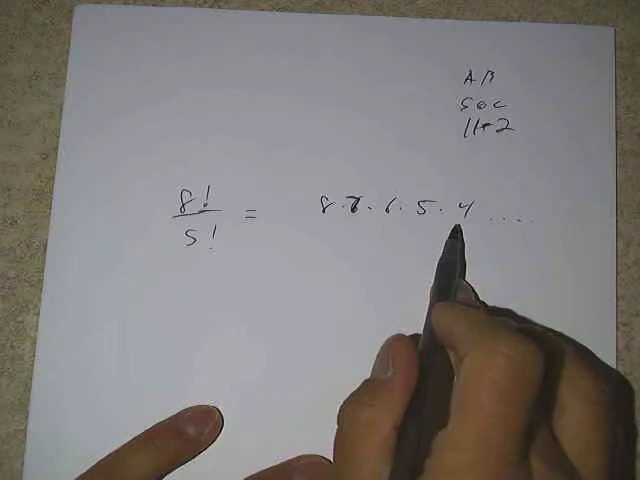 AB
Sec
11+2
8!
5!
= 8·7·6·5·4 ....